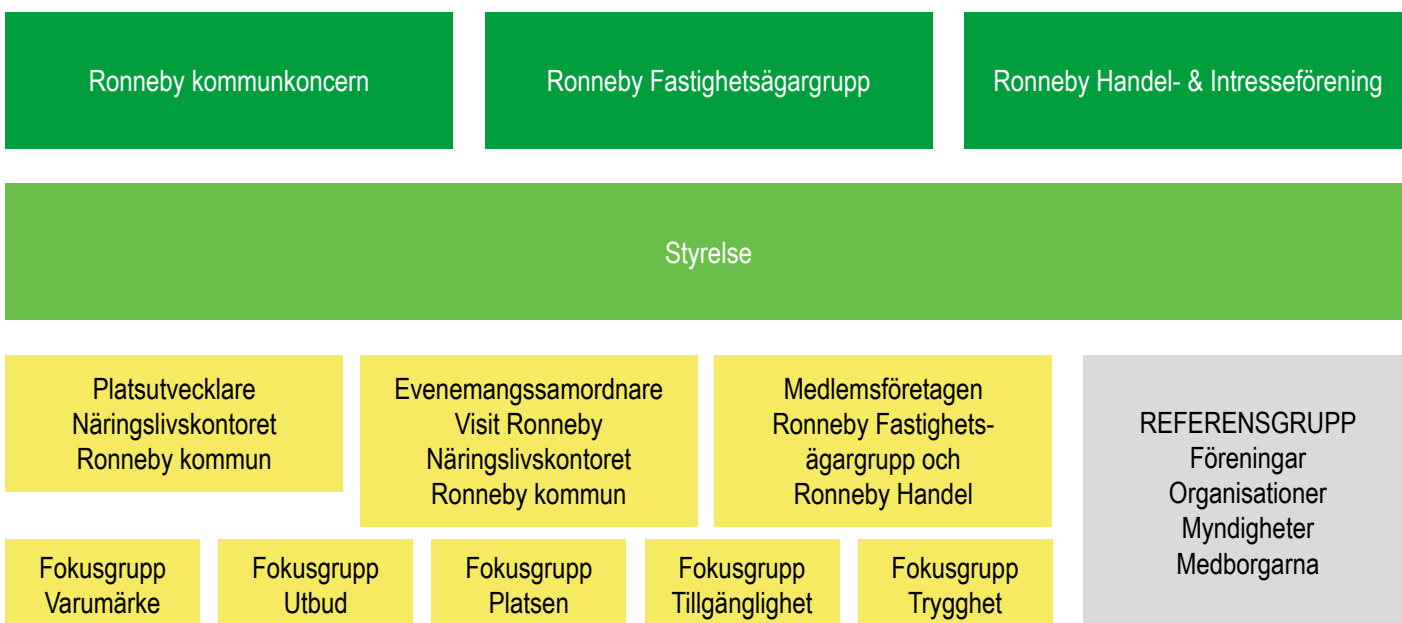 Ronneby kommunkoncern
Ronneby Fastighetsägargrupp
Ronneby Handel- & Intresseförening
Styrelse
Platsutvecklare
Näringslivskontoret
Ronneby kommun
Evenemangssamordnare
Visit Ronneby
Näringslivskontoret
Ronneby kommun
Medlemsföretagen
Ronneby Fastighets-
ägargrupp och
Ronneby Handel
REFERENSGRUPP
Föreningar
Organisationer
Myndigheter
Medborgarna
Fokusgrupp
Varumärke
Fokusgrupp
Utbud
Fokusgrupp
Platsen
Fokusgrupp
Tillgänglighet
Fokusgrupp
Trygghet